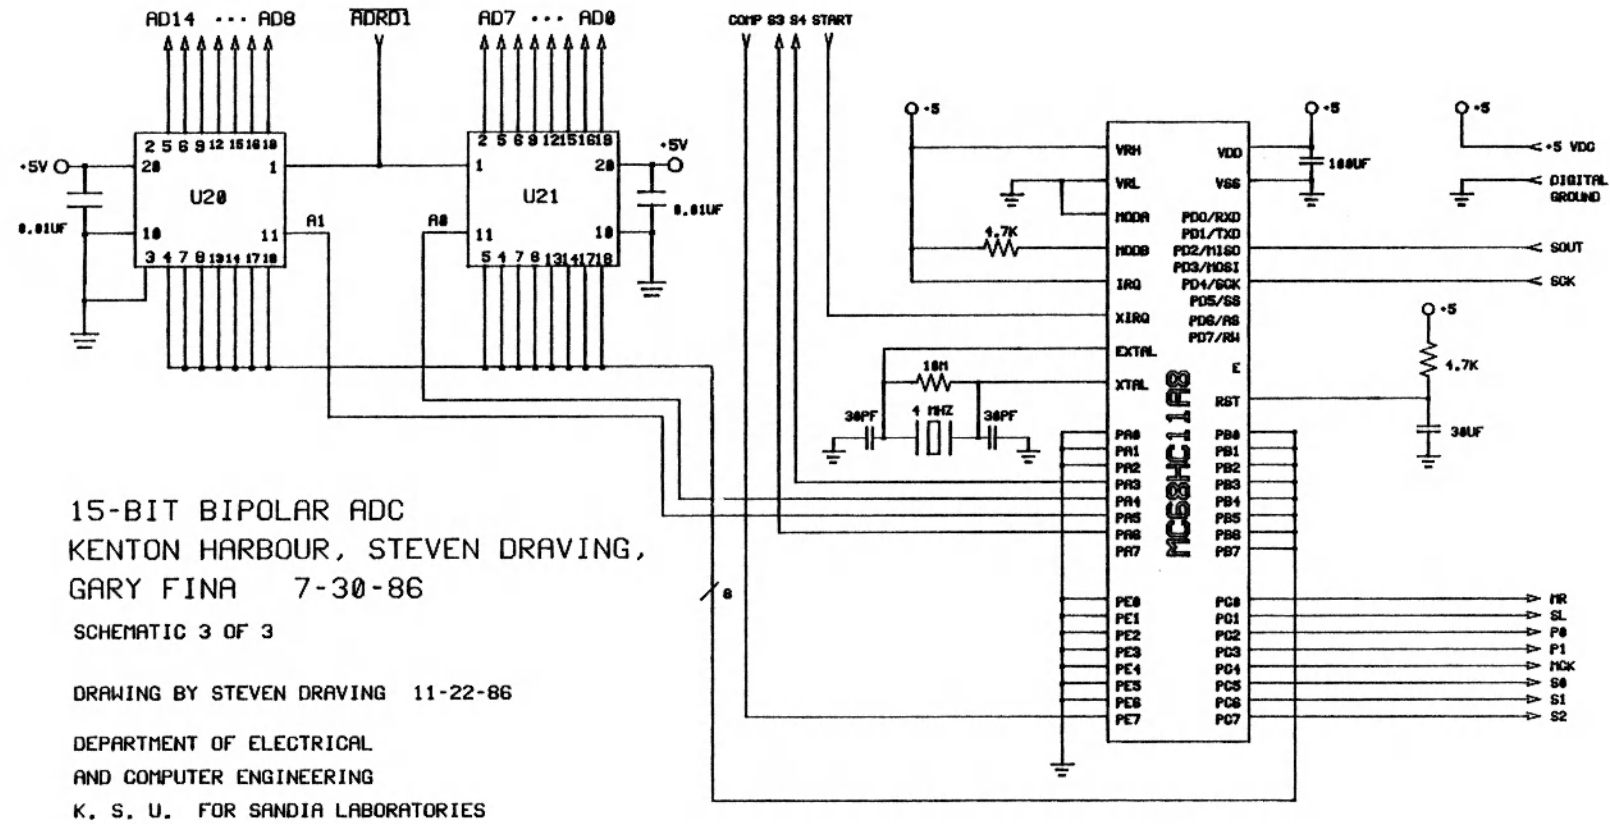 AD14 ··· AD8
ADRD1
AD7 ··· AD0
COMP S3 S4 START
2 5 6 9 12 15 16 19
+5V
20
1
U20
0.01UF
10
11
A1
3 4 7 8 13 14 17 18
2 5 6 9 12 15 16 19
1
20
+5V
U21
0.01UF
A0
11
10
5 4 7 8 13 14 17 18
+5
+5
+5
VRH
VDD
100UF
+5 VDC
VRL
VSS
DIGITAL
GROUND
MODA
PD0/RXD
PD1/TXD
4.7K
MODB
PD2/MISO
SOUT
PD3/MOSI
IRQ
PD4/SCK
SCK
PD5/SS
XIRQ
PD6/AS
PD7/RW
+5
EXTAL
E
4.7K
10M
XTAL
RST
30PF
4 MHZ
30PF
30UF
MC68HC11A8
PA0
PB0
PA1
PB1
PA2
PB2
PA3
PB3
PA4
PB4
PA5
PB5
PA6
PB6
PA7
PB7
8
PE0
PC0
MR
PE1
PC1
SL
PE2
PC2
P0
PE3
PC3
P1
PE4
PC4
MCK
PE5
PC5
S0
PE6
PC6
S1
PE7
PC7
S2
15-BIT BIPOLAR ADC
KENTON HARBOUR, STEVEN DRAVING,
GARY FINA 7-30-86
SCHEMATIC 3 OF 3
DRAWING BY STEVEN DRAVING 11-22-86
DEPARTMENT OF ELECTRICAL
AND COMPUTER ENGINEERING
K. S. U. FOR SANDIA LABORATORIES